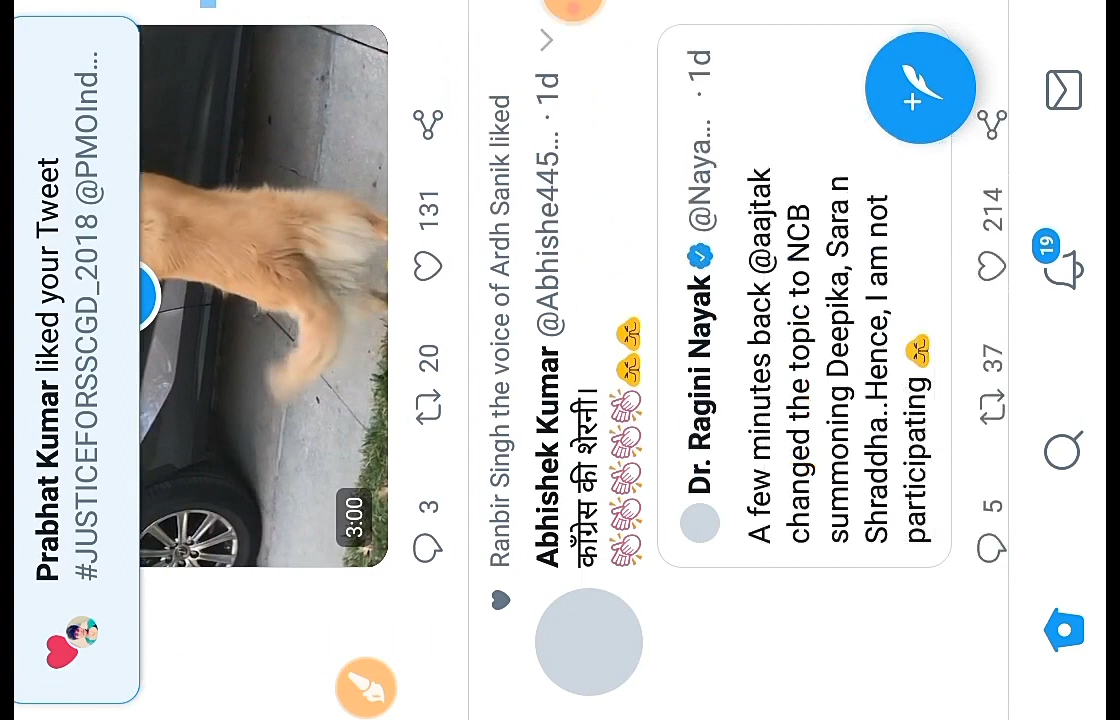 Prabhat Kumar liked your Tweet
#JUSTICEFORSSCGD_2018 @PMOInd...
3:00
3 20 131
Ranbir Singh the voice of Ardh Sanik liked
Abhishek Kumar @Abhishe445... · 1d
काँग्रेस की शेरनी।
Dr. Ragini Nayak @Naya... · 1d
A few minutes back @aajtak
changed the topic to NCB
summoning Deepika, Sara n
Shraddha..Hence, I am not
participating
5 37 214
19